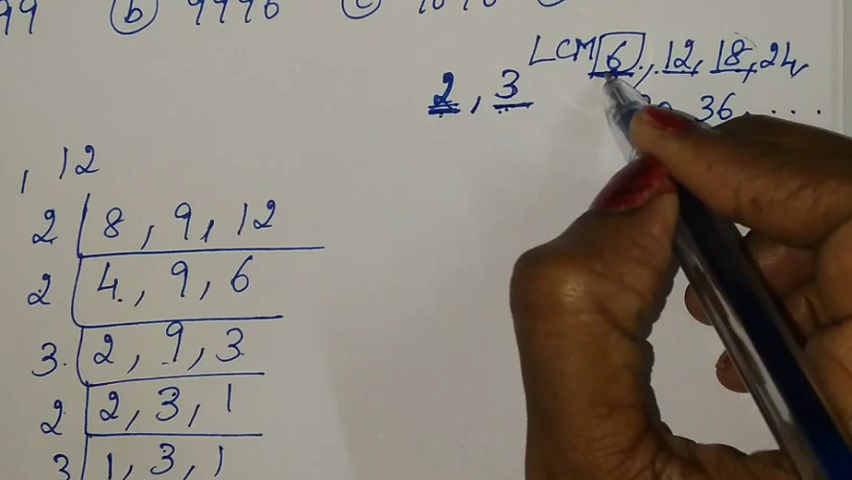 99 (b) 9996 (c)
LCM 6, 12, 18, 24,
2, 3
36, ....
, 12
2 8, 9, 12
2 4, 9, 6
3 2, 9, 3
2 2, 3, 1
3 1, 3, 1